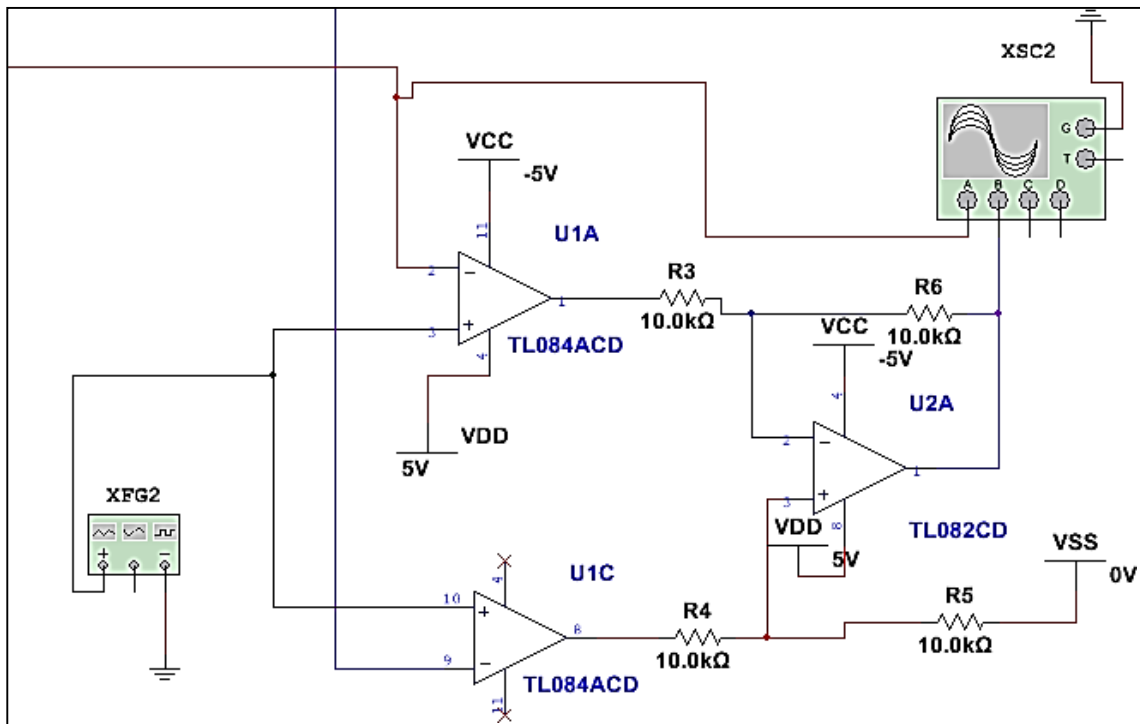 XSC2
G
T
A B C D
VCC
-5V
11
U1A
2
3
1
4
TL084ACD
R3
10.0kΩ
R6
10.0kΩ
VCC
-5V
4
U2A
VDD
5V
2
3
1
8
TL082CD
VDD
5V
XFG2
+
−
U1C
4
10
9
8
11
TL084ACD
R4
10.0kΩ
R5
10.0kΩ
VSS
0V